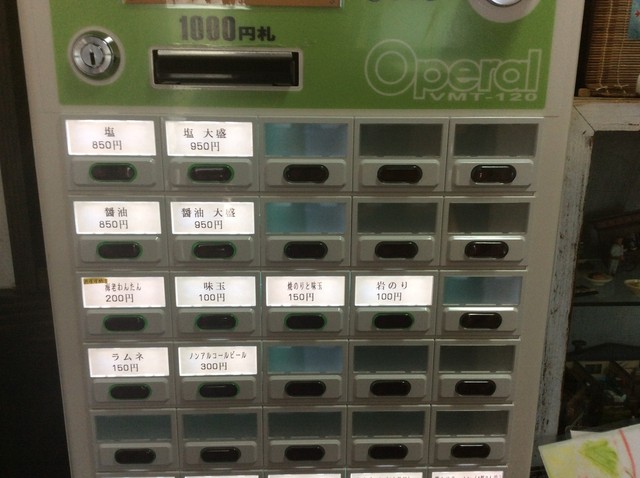 1000円札
Operal
VMT-120
塩
850円
塩 大盛
950円
醤油
850円
醤油 大盛
950円
海老わんたん
200円
味玉
100円
焼のりと味玉
150円
岩のり
100円
ラムネ
150円
ノンアルコールビール
300円